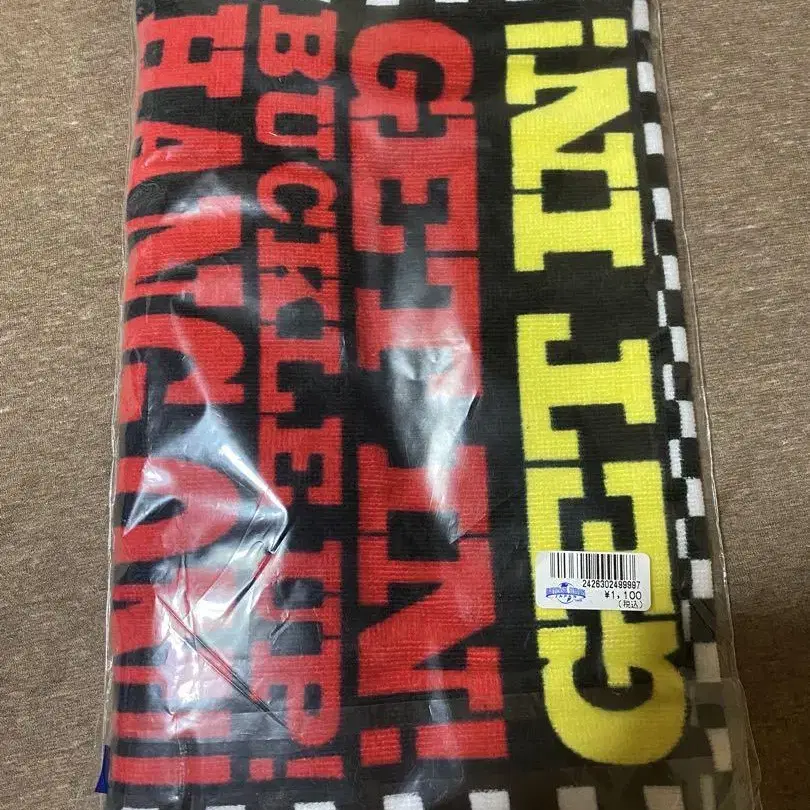 GET IN!
GET IN!
BUCKLE UP!
HANG ON!!
2426302499997
¥1,100
(税込)